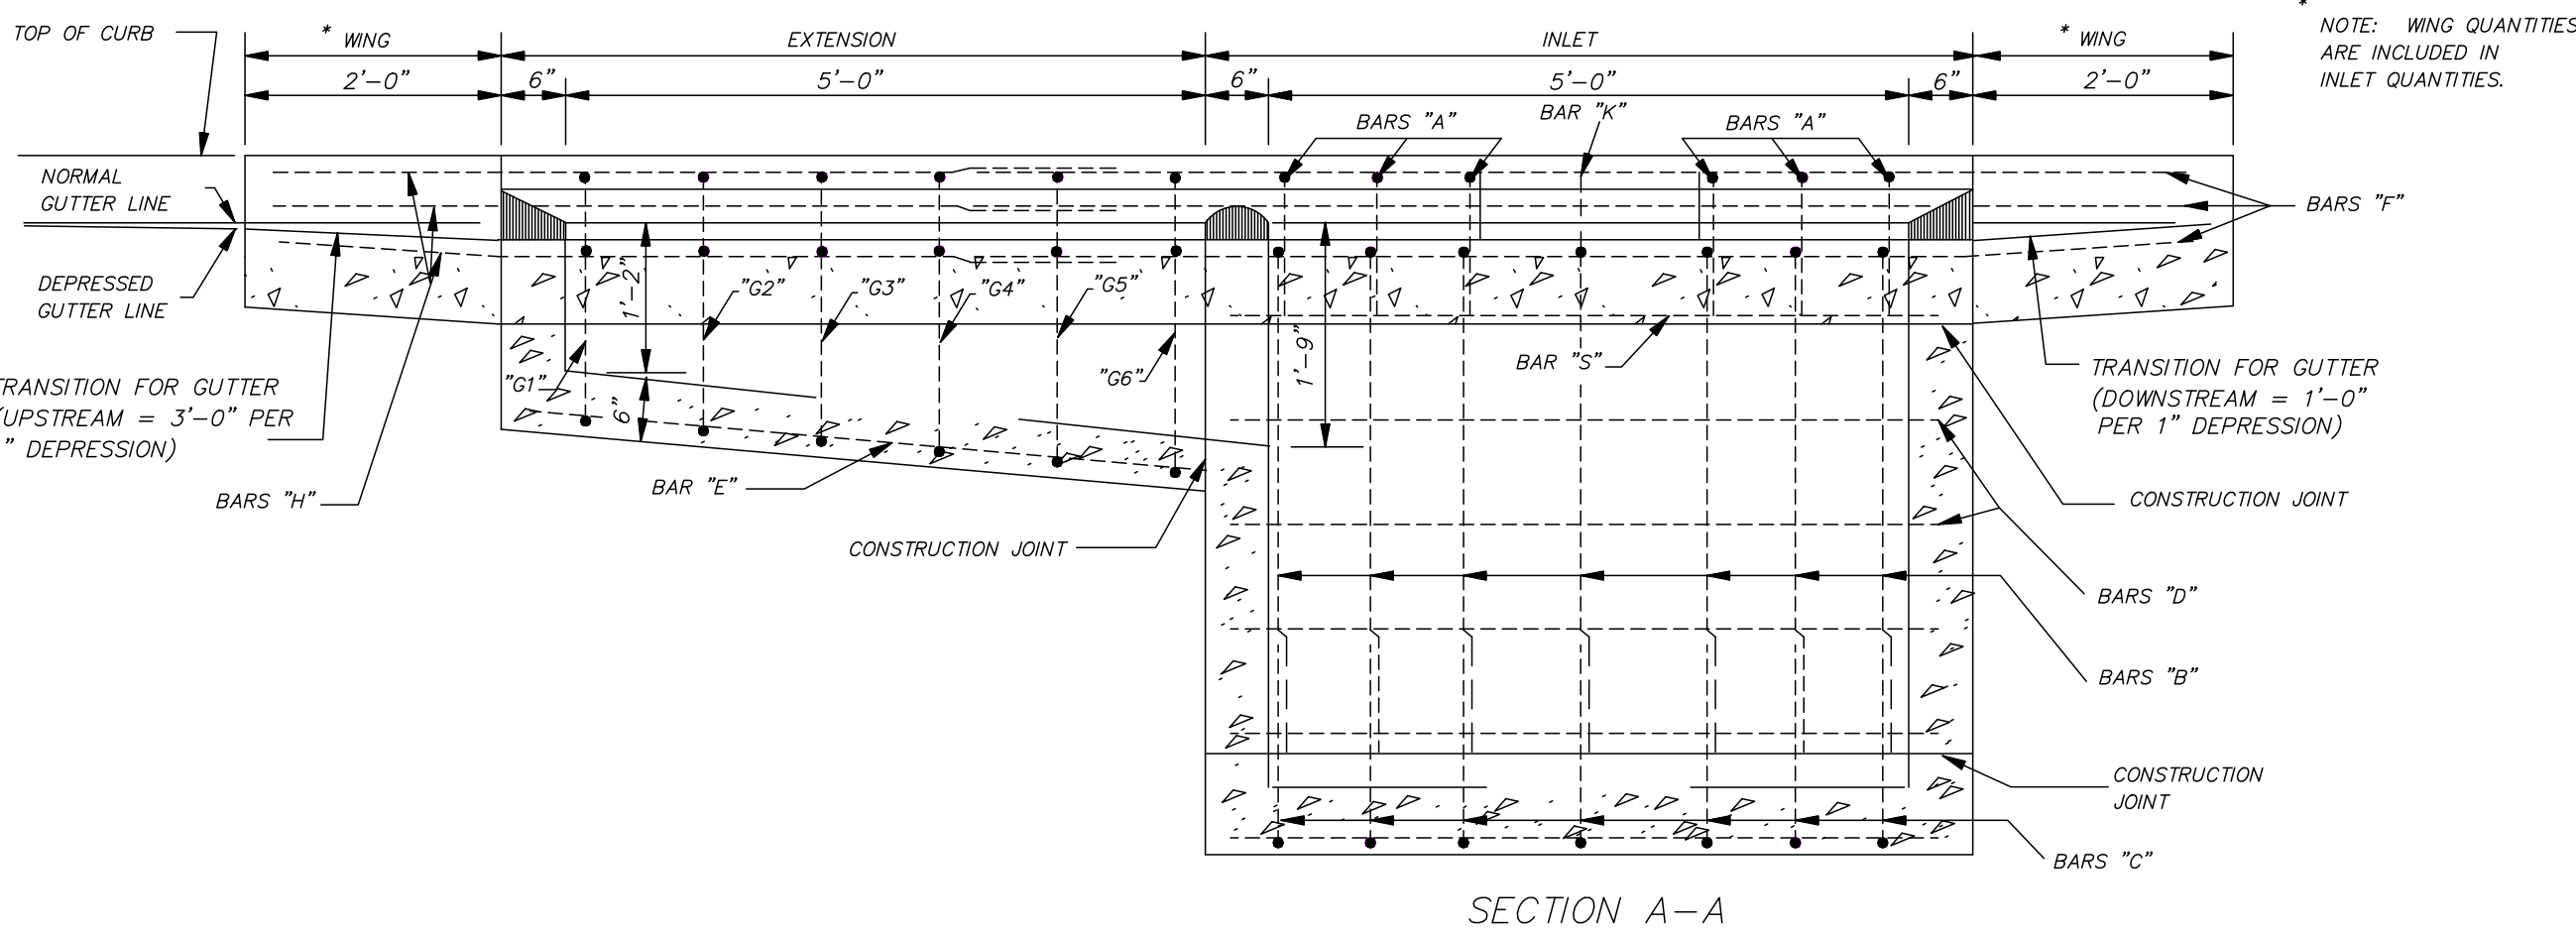 TOP OF CURB
* WING
EXTENSION
INLET
* WING
*
NOTE: WING QUANTITIES
ARE INCLUDED IN
INLET QUANTITIES.
2'-0"
6"
5'-0"
6"
5'-0"
6"
2'-0"
BARS "A"
BAR "K"
BARS "A"
NORMAL
GUTTER LINE
BARS "F"
DEPRESSED
GUTTER LINE
1'-2"
"G2"
"G3"
"G4"
"G5"
1'-9"
BAR "S"
"G1"
"G6"
6"
TRANSITION FOR GUTTER
(UPSTREAM = 3'-0" PER
" DEPRESSION)
TRANSITION FOR GUTTER
(DOWNSTREAM = 1'-0"
PER 1" DEPRESSION)
BARS "H"
BAR "E"
CONSTRUCTION JOINT
CONSTRUCTION JOINT
BARS "D"
BARS "B"
CONSTRUCTION
JOINT
BARS "C"
SECTION A-A